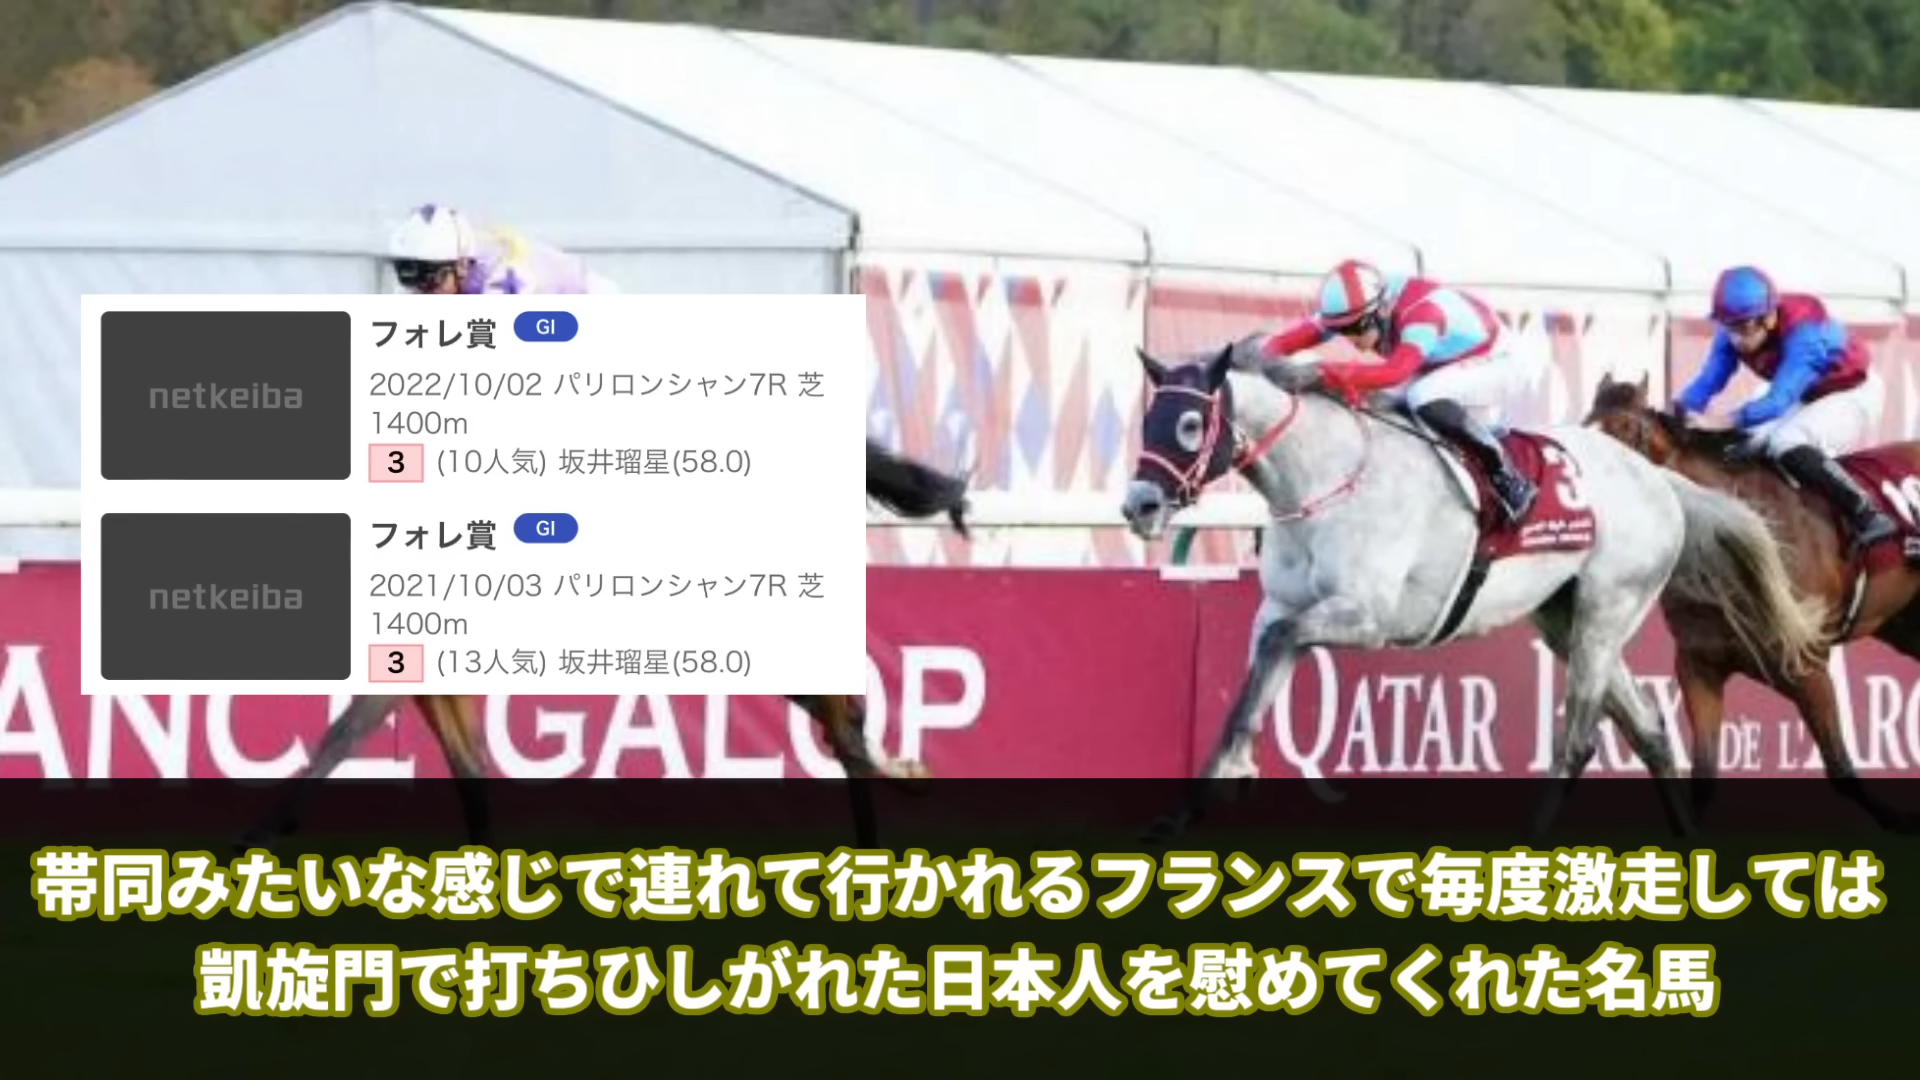 フォレ賞 GI
2022/10/02 パリロンシャン7R 芝
1400m
3 (10人気) 坂井瑠星(58.0)
netkeiba
フォレ賞 GI
2021/10/03 パリロンシャン7R 芝
1400m
3 (13人気) 坂井瑠星(58.0)
netkeiba
3
ANCE GALOP
QATAR PRIX DE L'ARC
帯同みたいな感じで連れて行かれるフランスで毎度激走しては
凱旋門で打ちひしがれた日本人を慰めてくれた名馬